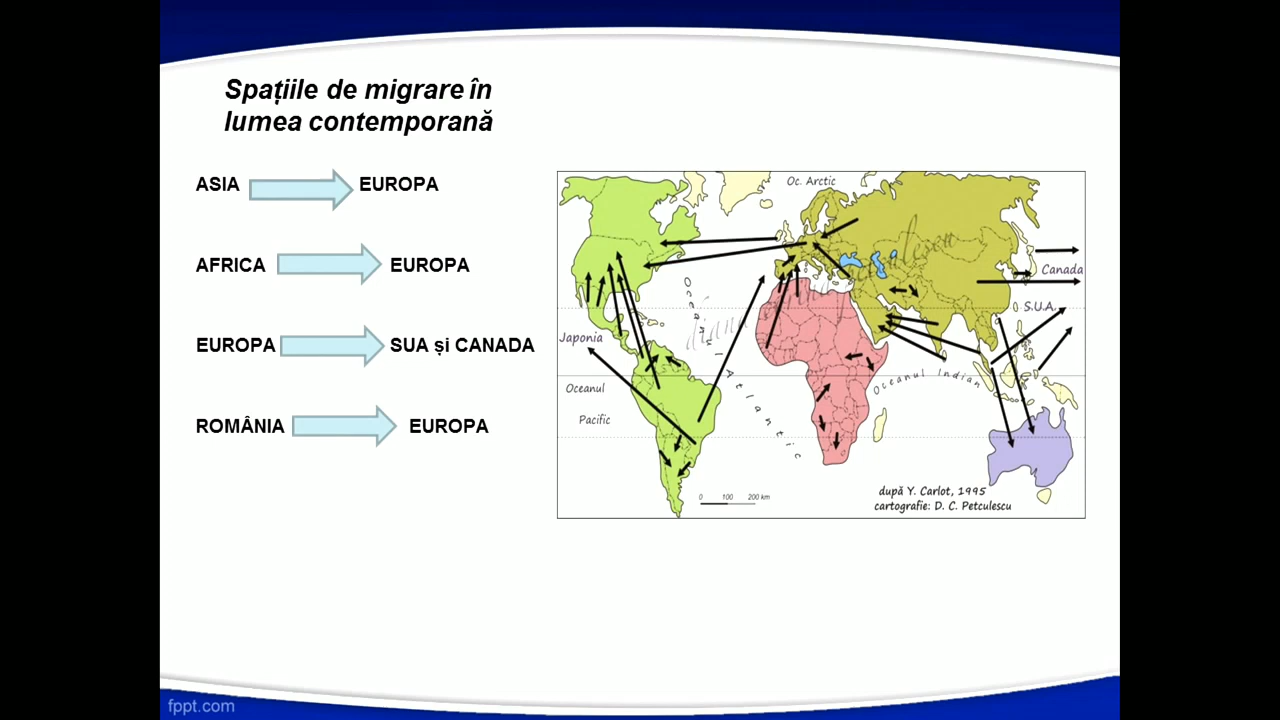 Spațiile de migrare în
lumea contemporană
ASIA EUROPA
AFRICA EUROPA
EUROPA SUA și CANADA
ROMÂNIA EUROPA
Oc. Arctic
Canada
S.U.A.
Japonia
Oceanul
Pacific
Oceanul Atlantic
Oceanul Indian
0 100 200 km
după Y. Carlot, 1995
cartografie: D. C. Petculescu
fppt.com